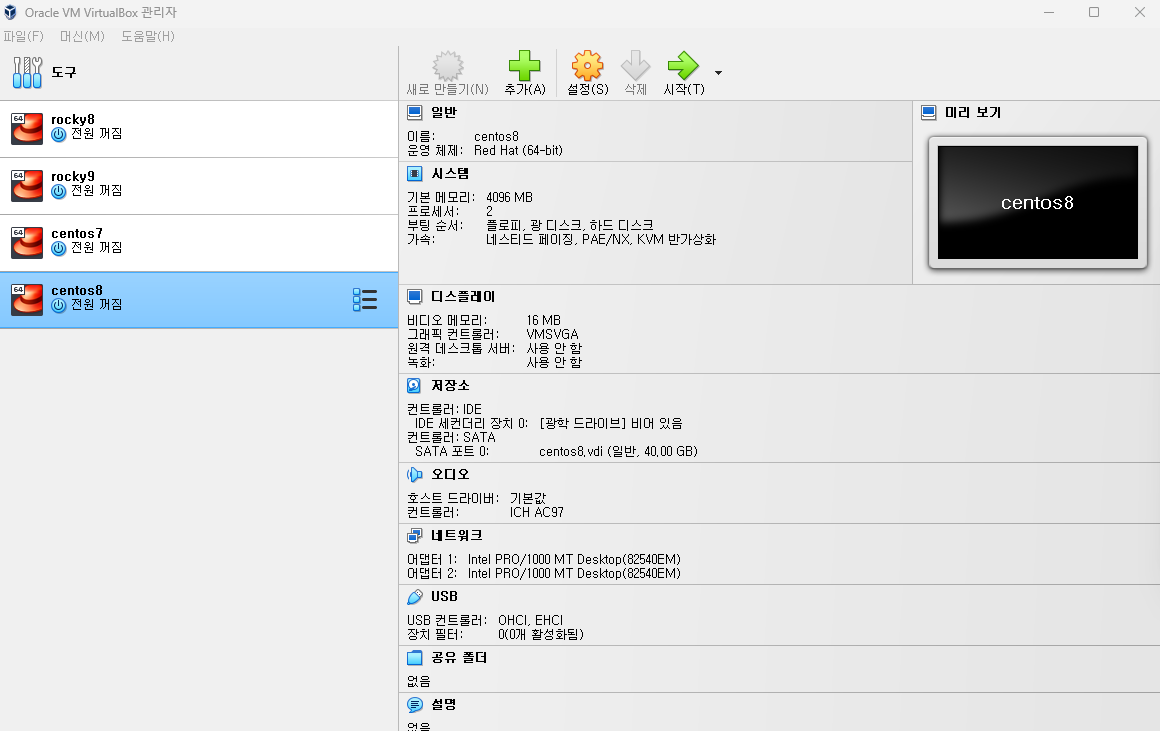 Oracle VM VirtualBox 관리자
파일(F) 머신(M) 도움말(H)
도구
새로 만들기(N) 추가(A) 설정(S) 삭제 시작(T)
64 rocky8
전원 꺼짐
64 rocky9
전원 꺼짐
64 centos7
전원 꺼짐
64 centos8
전원 꺼짐
일반
이름: centos8
운영 체제: Red Hat (64-bit)
시스템
기본 메모리: 4096 MB
프로세서: 2
부팅 순서: 플로피, 광 디스크, 하드 디스크
가속: 네스티드 페이징, PAE/NX, KVM 반가상화
미리 보기
centos8
디스플레이
비디오 메모리: 16 MB
그래픽 컨트롤러: VMSVGA
원격 데스크톱 서버: 사용 안 함
녹화: 사용 안 함
저장소
컨트롤러: IDE
IDE 세컨더리 장치 0: [광학 드라이브] 비어 있음
컨트롤러: SATA
SATA 포트 0: centos8.vdi (일반, 40.00 GB)
오디오
호스트 드라이버: 기본값
컨트롤러: ICH AC97
네트워크
어댑터 1: Intel PRO/1000 MT Desktop(82540EM)
어댑터 2: Intel PRO/1000 MT Desktop(82540EM)
USB
USB 컨트롤러: OHCI, EHCI
장치 필터: 0(0개 활성화됨)
공유 폴더
없음
설명
없음